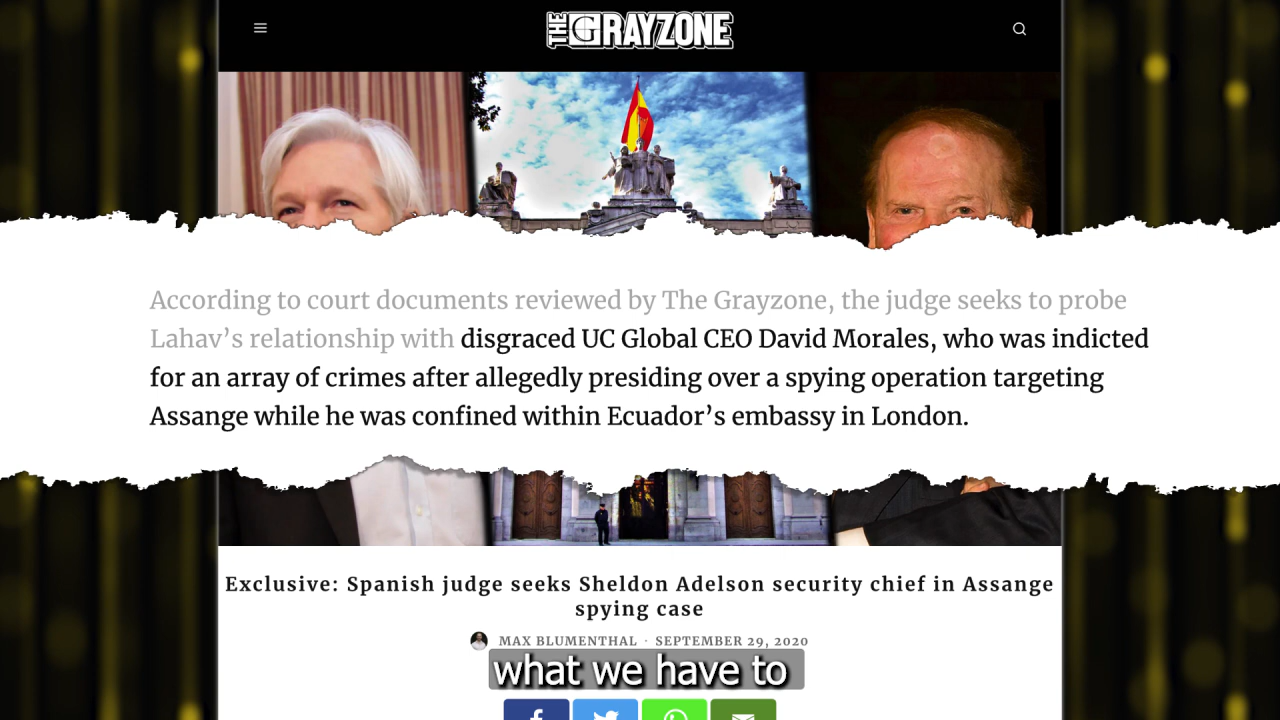 THE GRAYZONE
According to court documents reviewed by The Grayzone, the judge seeks to probe
Lahav’s relationship with disgraced UC Global CEO David Morales, who was indicted
for an array of crimes after allegedly presiding over a spying operation targeting
Assange while he was confined within Ecuador’s embassy in London.
Exclusive: Spanish judge seeks Sheldon Adelson security chief in Assange
spying case
MAX BLUMENTHAL · SEPTEMBER 29, 2020
what we have to